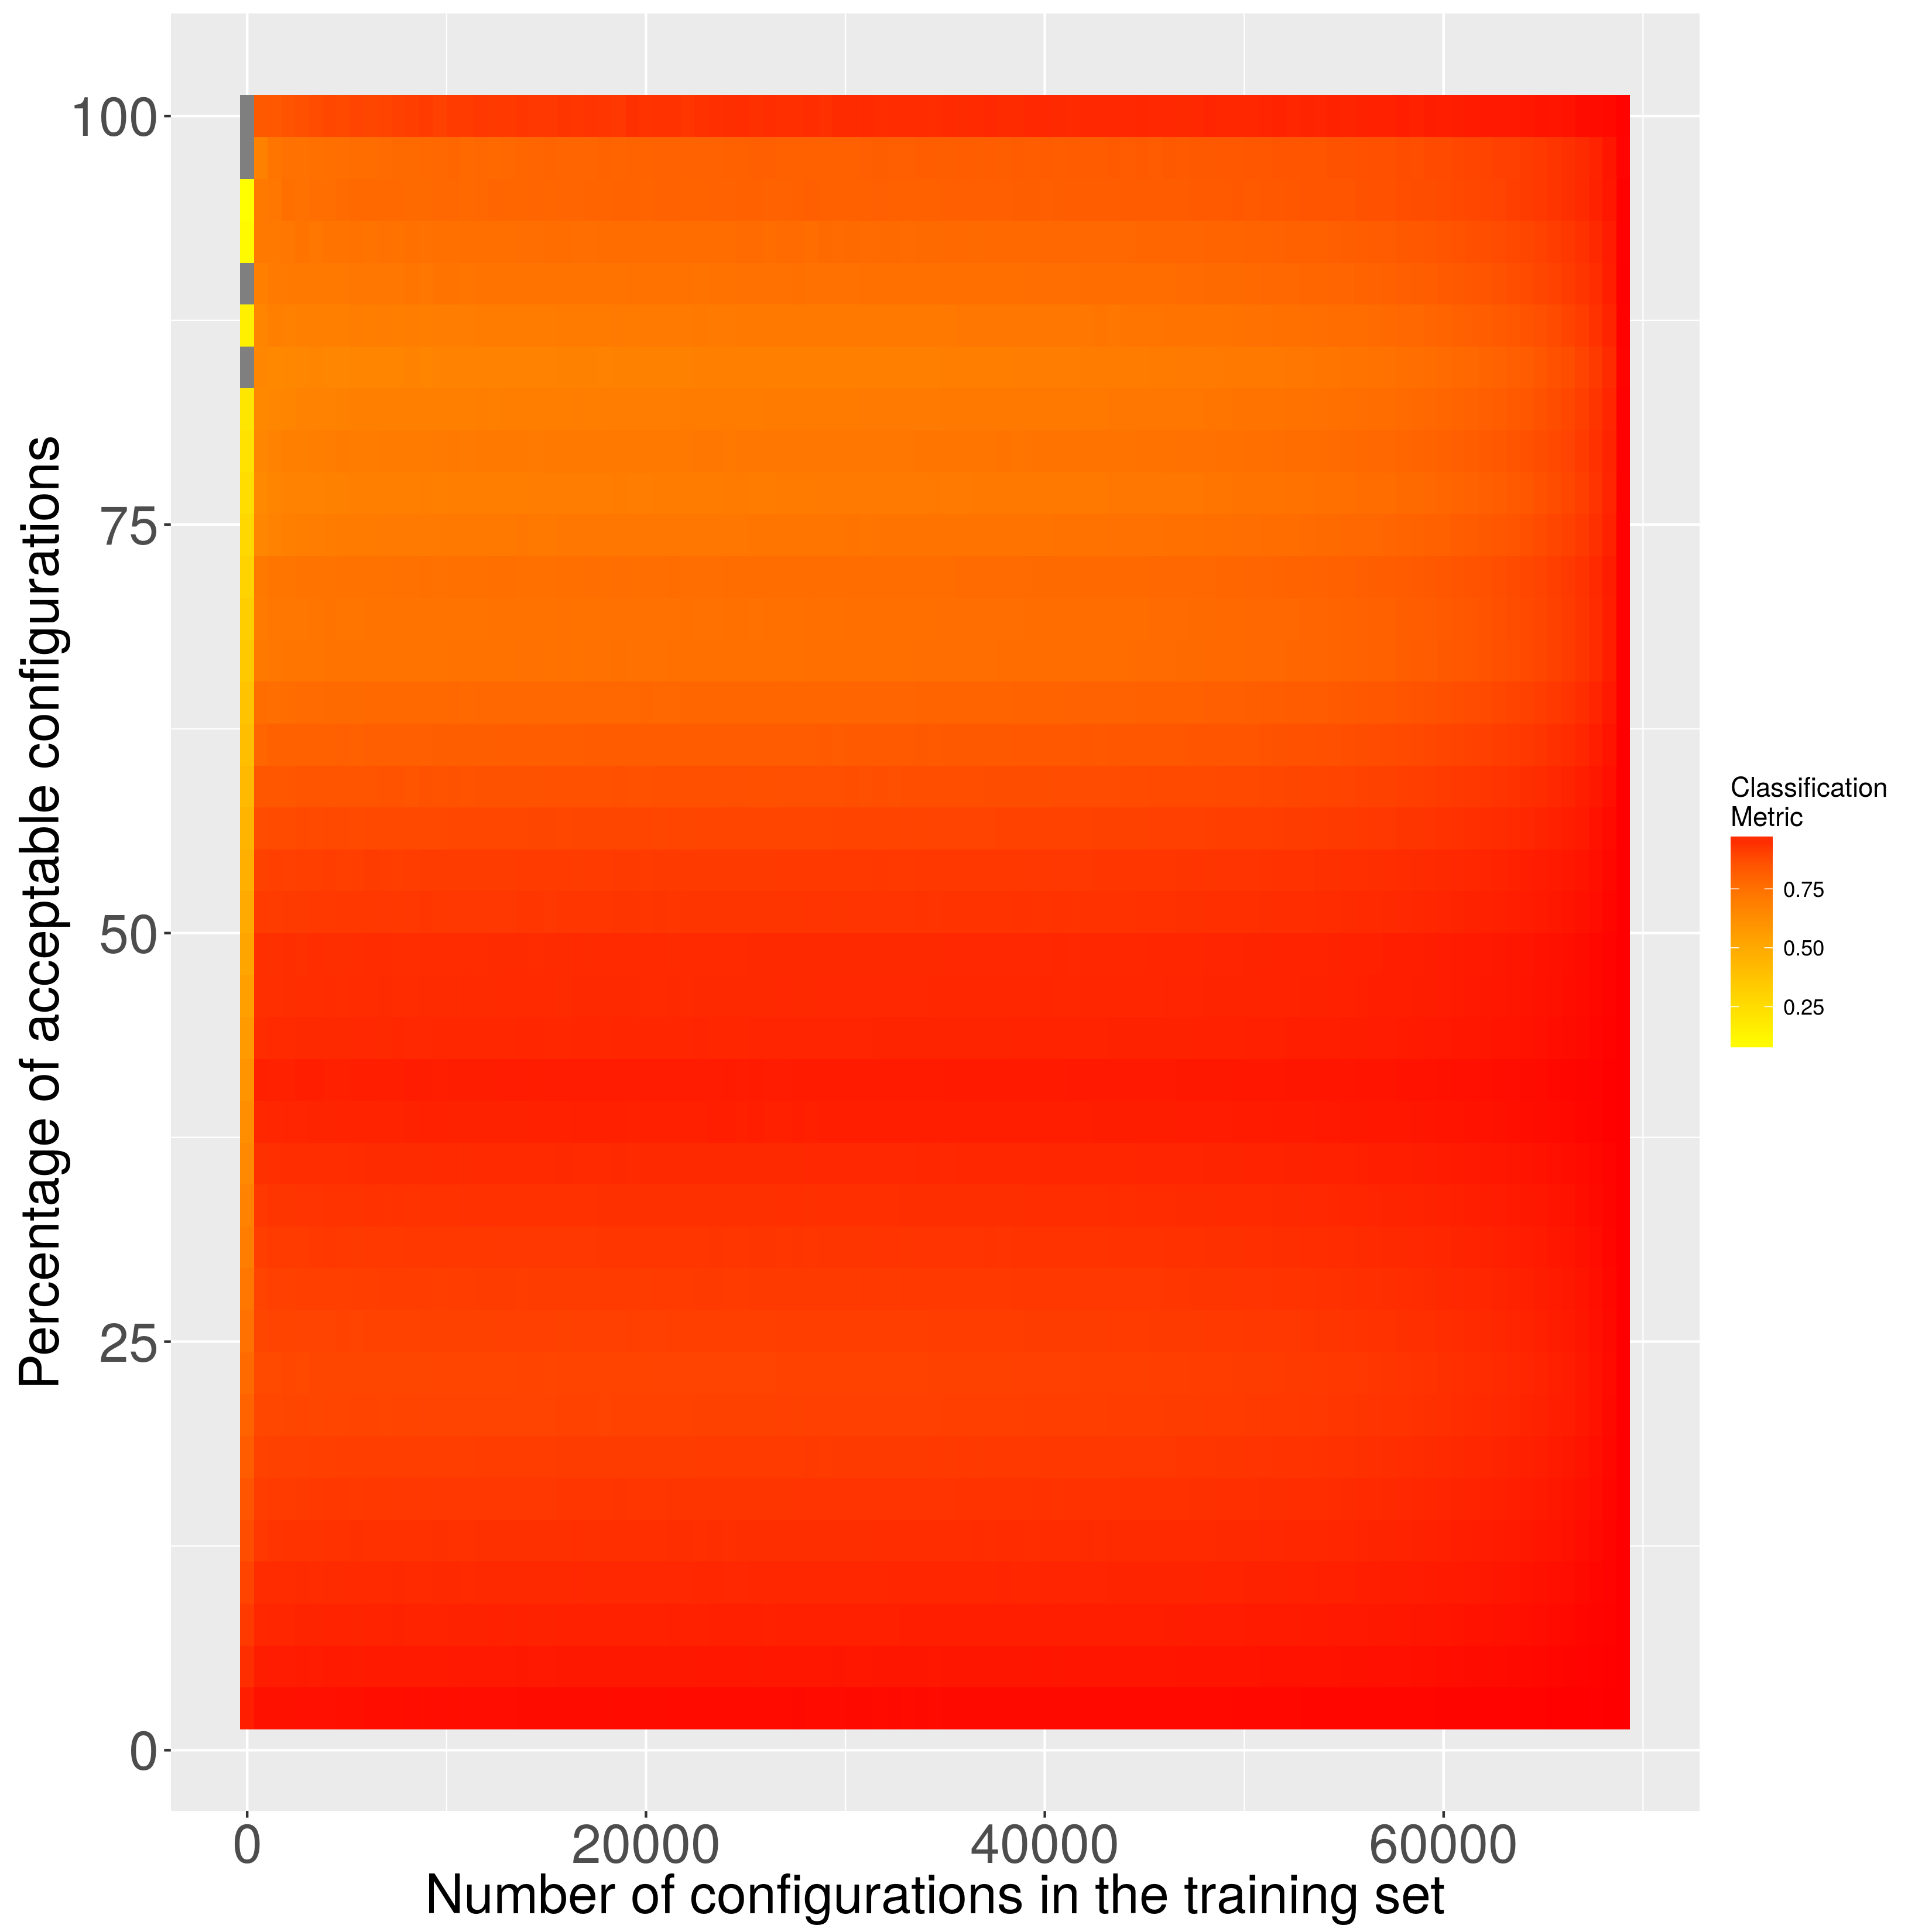 Percentage of acceptable configurations
100
75
50
25
0
0 20000 40000 60000
Number of configurations in the training set
Classification
Metric
0.75
0.50
0.25